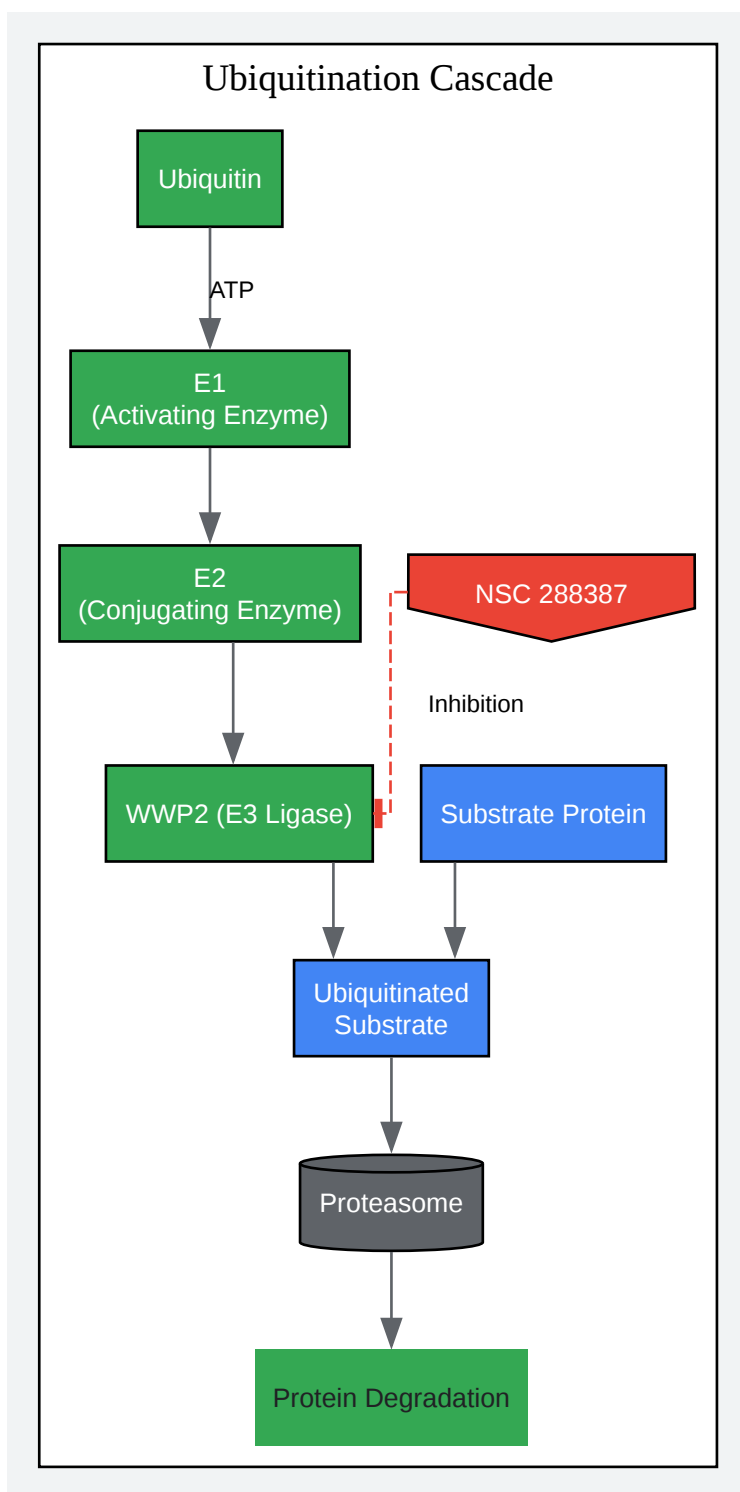 Ubiquitination Cascade
Ubiquitin
ATP
E1
(Activating Enzyme)
E2
(Conjugating Enzyme)
NSC 288387
Inhibition
WWP2 (E3 Ligase)
Substrate Protein
Ubiquitinated
Substrate
Proteasome
Protein Degradation